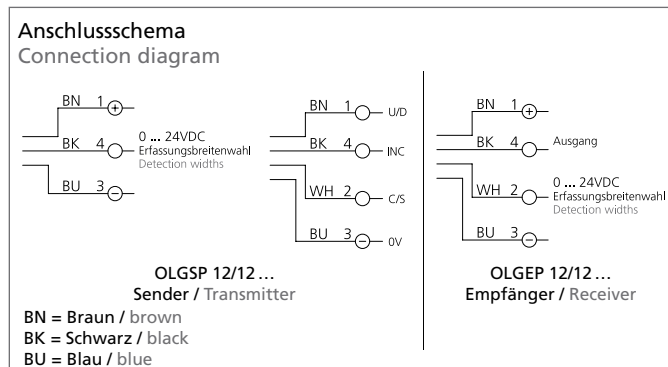 Anschlussschema
Connection diagram
BN 1 +
BK 4
0 ... 24VDC
Erfassungsbreitenwahl
Detection widths
BU 3 −
BN 1 U/D
BK 4 INC
WH 2 C/S
BU 3 − 0V
OLGSP 12/12 ...
Sender / Transmitter
BN 1 +
BK 4 Ausgang
WH 2
0 ... 24VDC
Erfassungsbreitenwahl
Detection widths
BU 3 −
OLGEP 12/12 ...
Empfänger / Receiver
BN = Braun / brown
BK = Schwarz / black
BU = Blau / blue